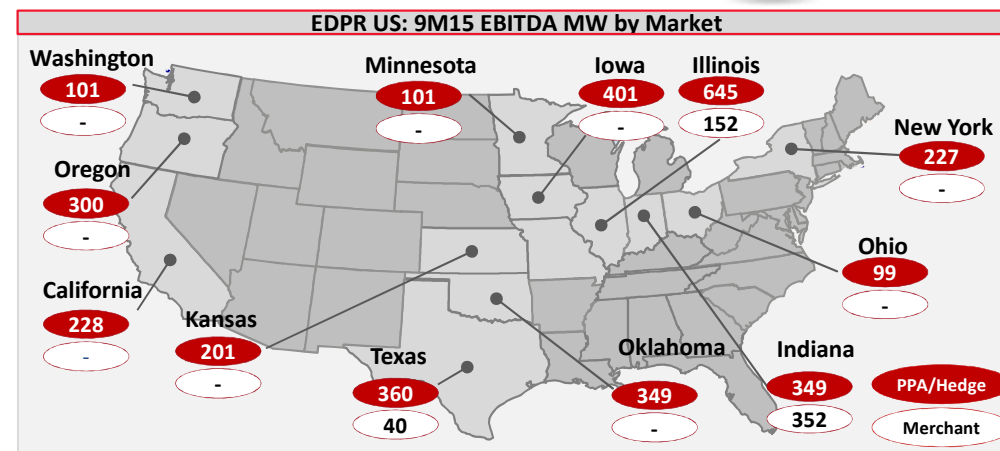 EDPR US: 9M15 EBITDA MW by Market
Washington
101
-
Minnesota
101
-
Iowa
401
-
Illinois
645
152
New York
227
-
Oregon
300
-
Ohio
99
-
California
228
-
Kansas
201
-
Texas
360
40
Oklahoma
349
-
Indiana
349
352
PPA/Hedge
Merchant